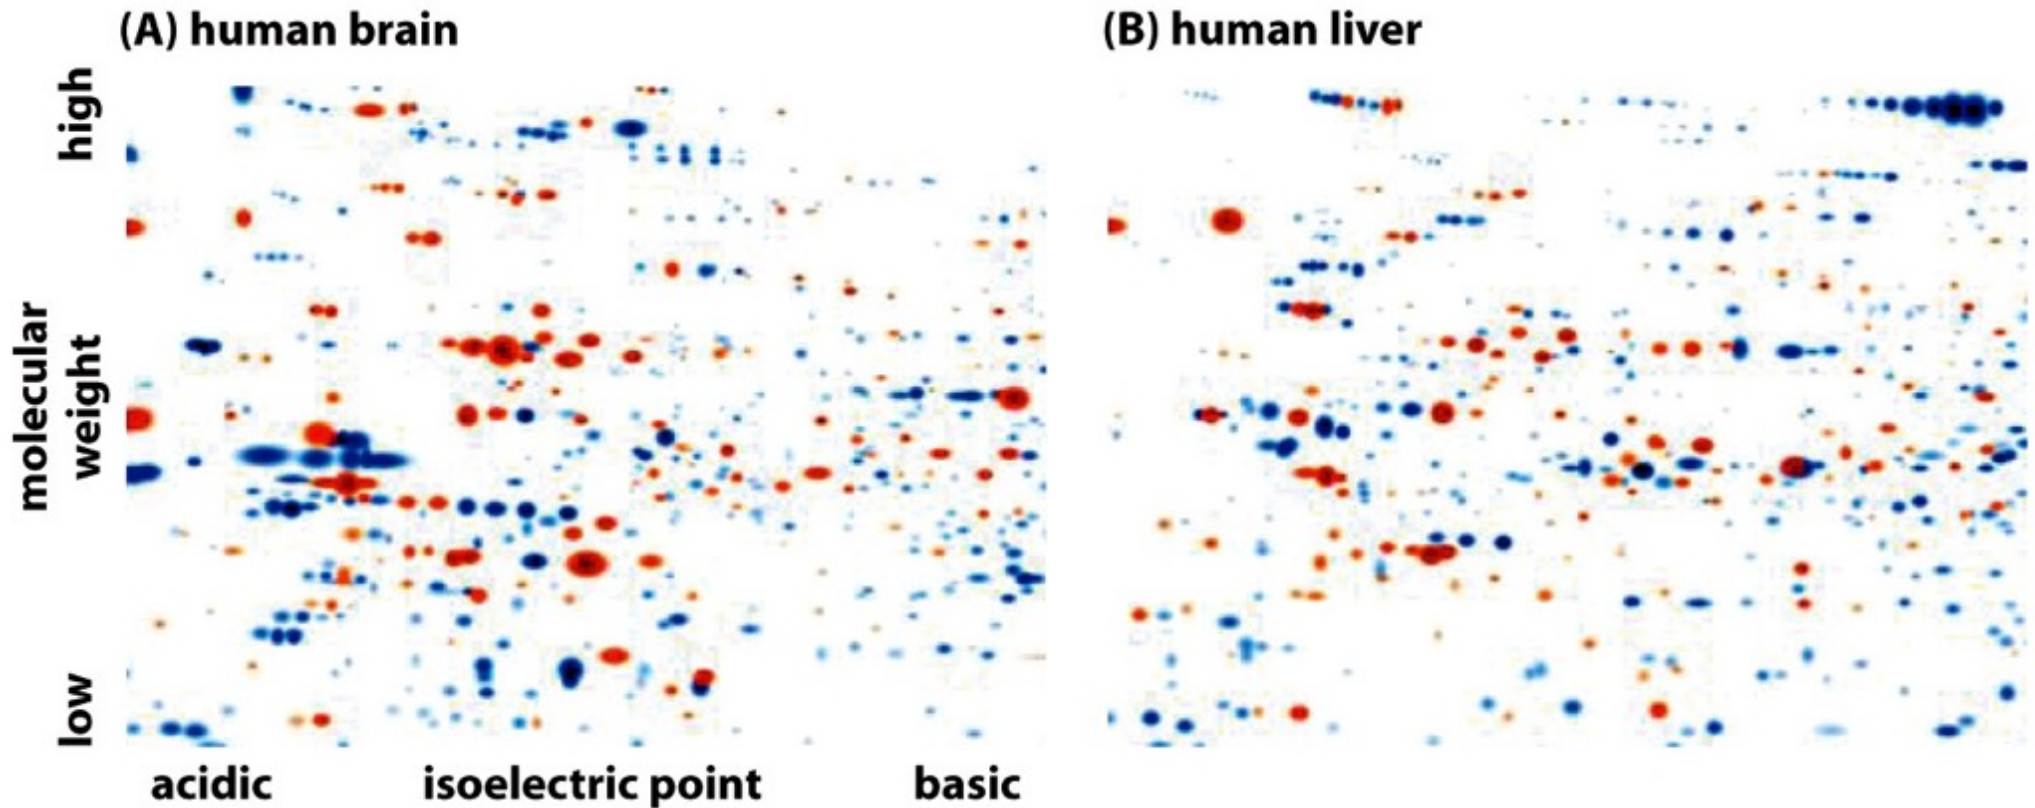 (A) human brain
(B) human liver
high
molecular
weight
low
acidic
isoelectric point
basic